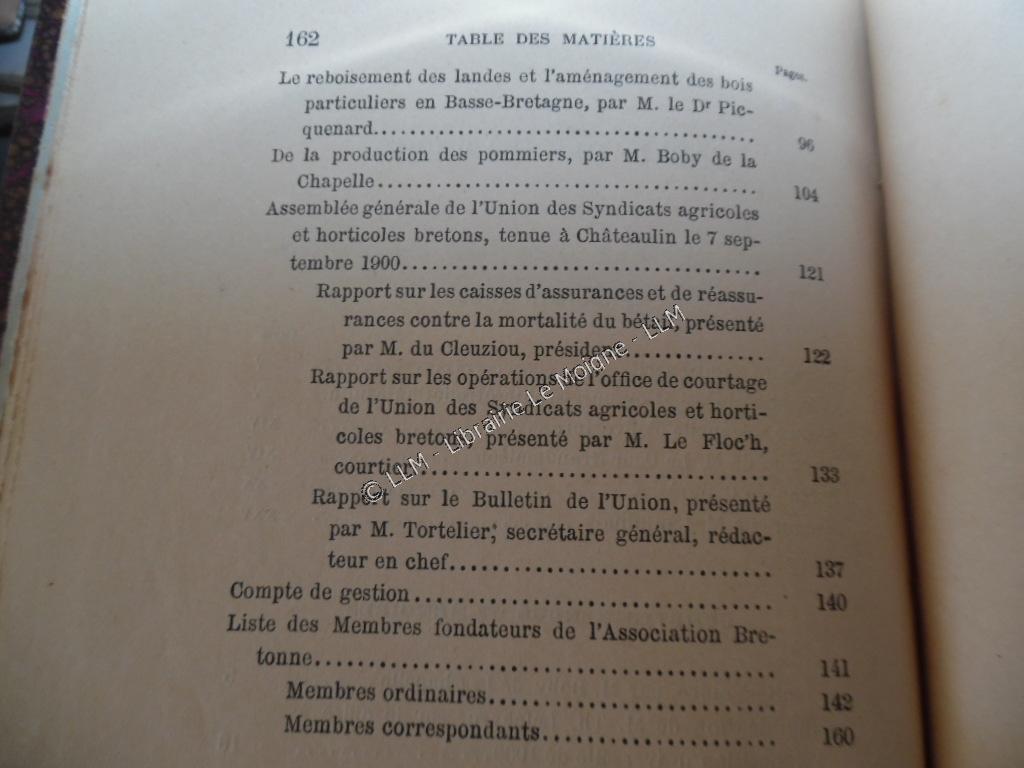 162 TABLE DES MATIÈRES
Pages.
Le reboisement des landes et l'aménagement des bois
particuliers en Basse-Bretagne, par M. le Dr Pic-
quenard........................................ 96
De la production des pommiers, par M. Boby de la
Chapelle........................................ 104
Assemblée générale de l'Union des Syndicats agricoles
et horticoles bretons, tenue à Châteaulin le 7 sep-
tembre 1900..................................... 121
Rapport sur les caisses d'assurances et de réassu-
rances contre la mortalité du bétail, présenté
par M. du Cleuziou, président............... 122
Rapport sur les opérations de l'office de courtage
de l'Union des Syndicats agricoles et horti-
coles bretons, présenté par M. Le Floc'h,
courtier..................................... 133
Rapport sur le Bulletin de l'Union, présenté
par M. Tortelier, secrétaire général, rédac-
teur en chef................................ 137
Compte de gestion.................................. 140
Liste des Membres fondateurs de l'Association Bre-
tonne........................................... 141
Membres ordinaires............................ 142
Membres correspondants....................... 160
© LLM - Librairie Le Moigne - LLM